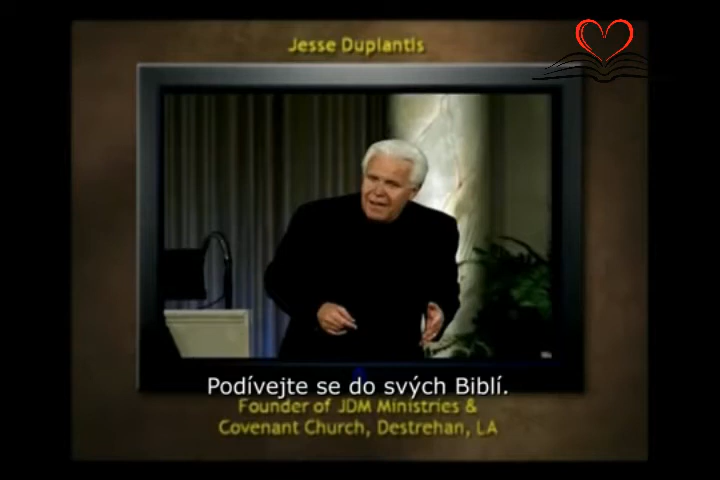 Jesse Duplantis
Podívejte se do svých Biblí.
Founder of JDM Ministries &
Covenant Church, Destrehan, LA